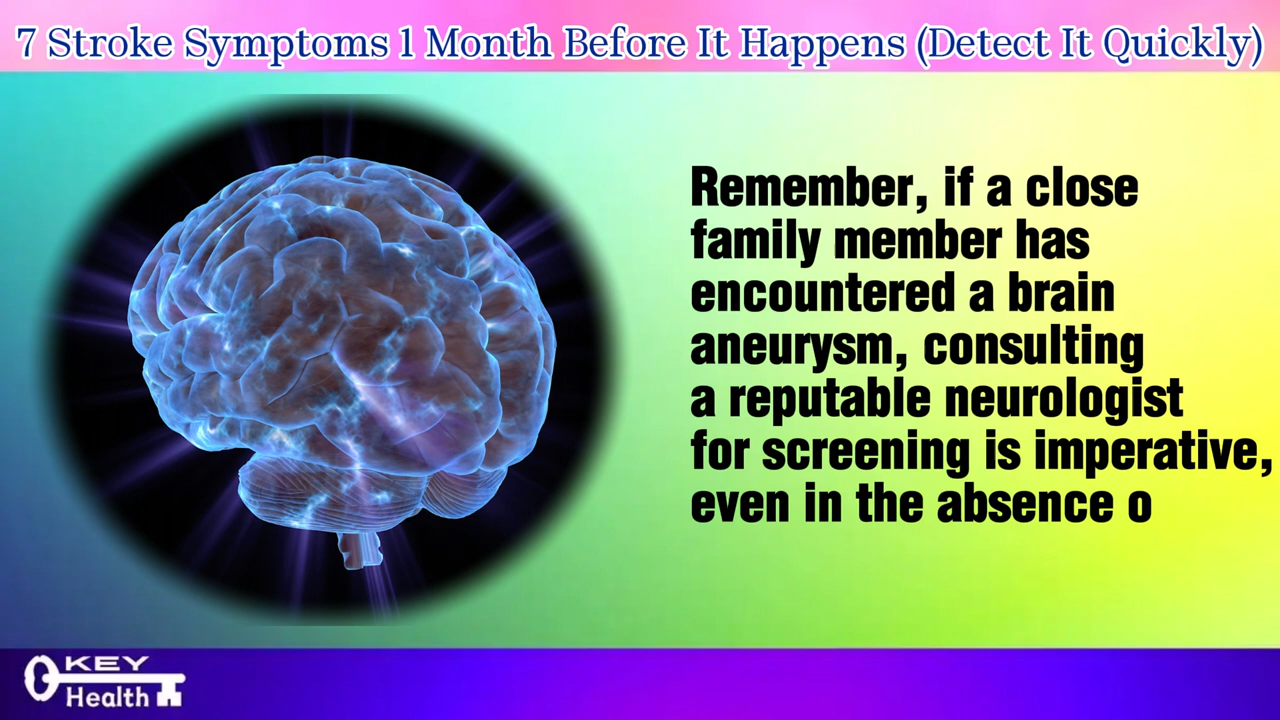 7 Stroke Symptoms 1 Month Before It Happens (Detect It Quickly)
Remember, if a close
family member has
encountered a brain
aneurysm, consulting
a reputable neurologist
for screening is imperative,
even in the absence o
KEY
Health